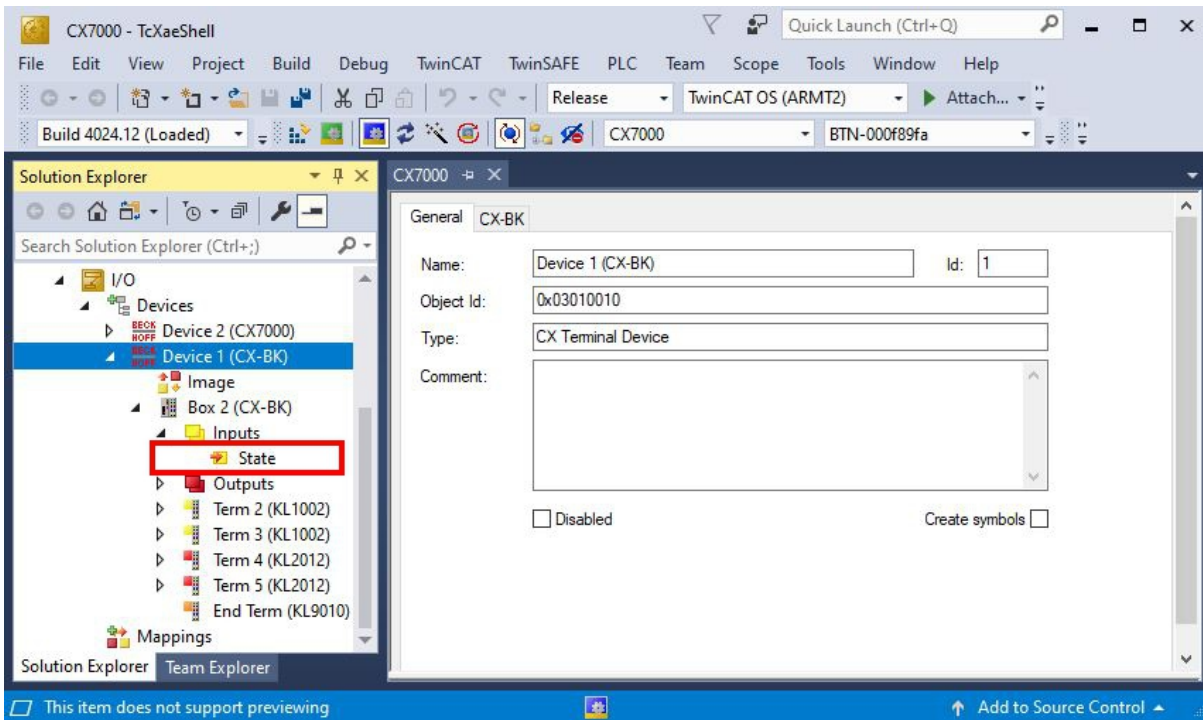 CX7000 - TcXaeShell
Quick Launch (Ctrl+Q)
File Edit View Project Build Debug TwinCAT TwinSAFE PLC Team Scope Tools Window Help
Release TwinCAT OS (ARMT2) Attach...
Build 4024.12 (Loaded) CX7000 BTN-000f89fa
Solution Explorer
Search Solution Explorer (Ctrl+;)
I/O
Devices
BECKHOFF Device 2 (CX7000)
BECKHOFF Device 1 (CX-BK)
Image
Box 2 (CX-BK)
Inputs
State
Outputs
Term 2 (KL1002)
Term 3 (KL1002)
Term 4 (KL2012)
Term 5 (KL2012)
End Term (KL9010)
Mappings
Solution Explorer Team Explorer
CX7000
General CX-BK
Name: Device 1 (CX-BK) Id: 1
Object Id: 0x03010010
Type: CX Terminal Device
Comment:
Disabled Create symbols
This item does not support previewing Add to Source Control